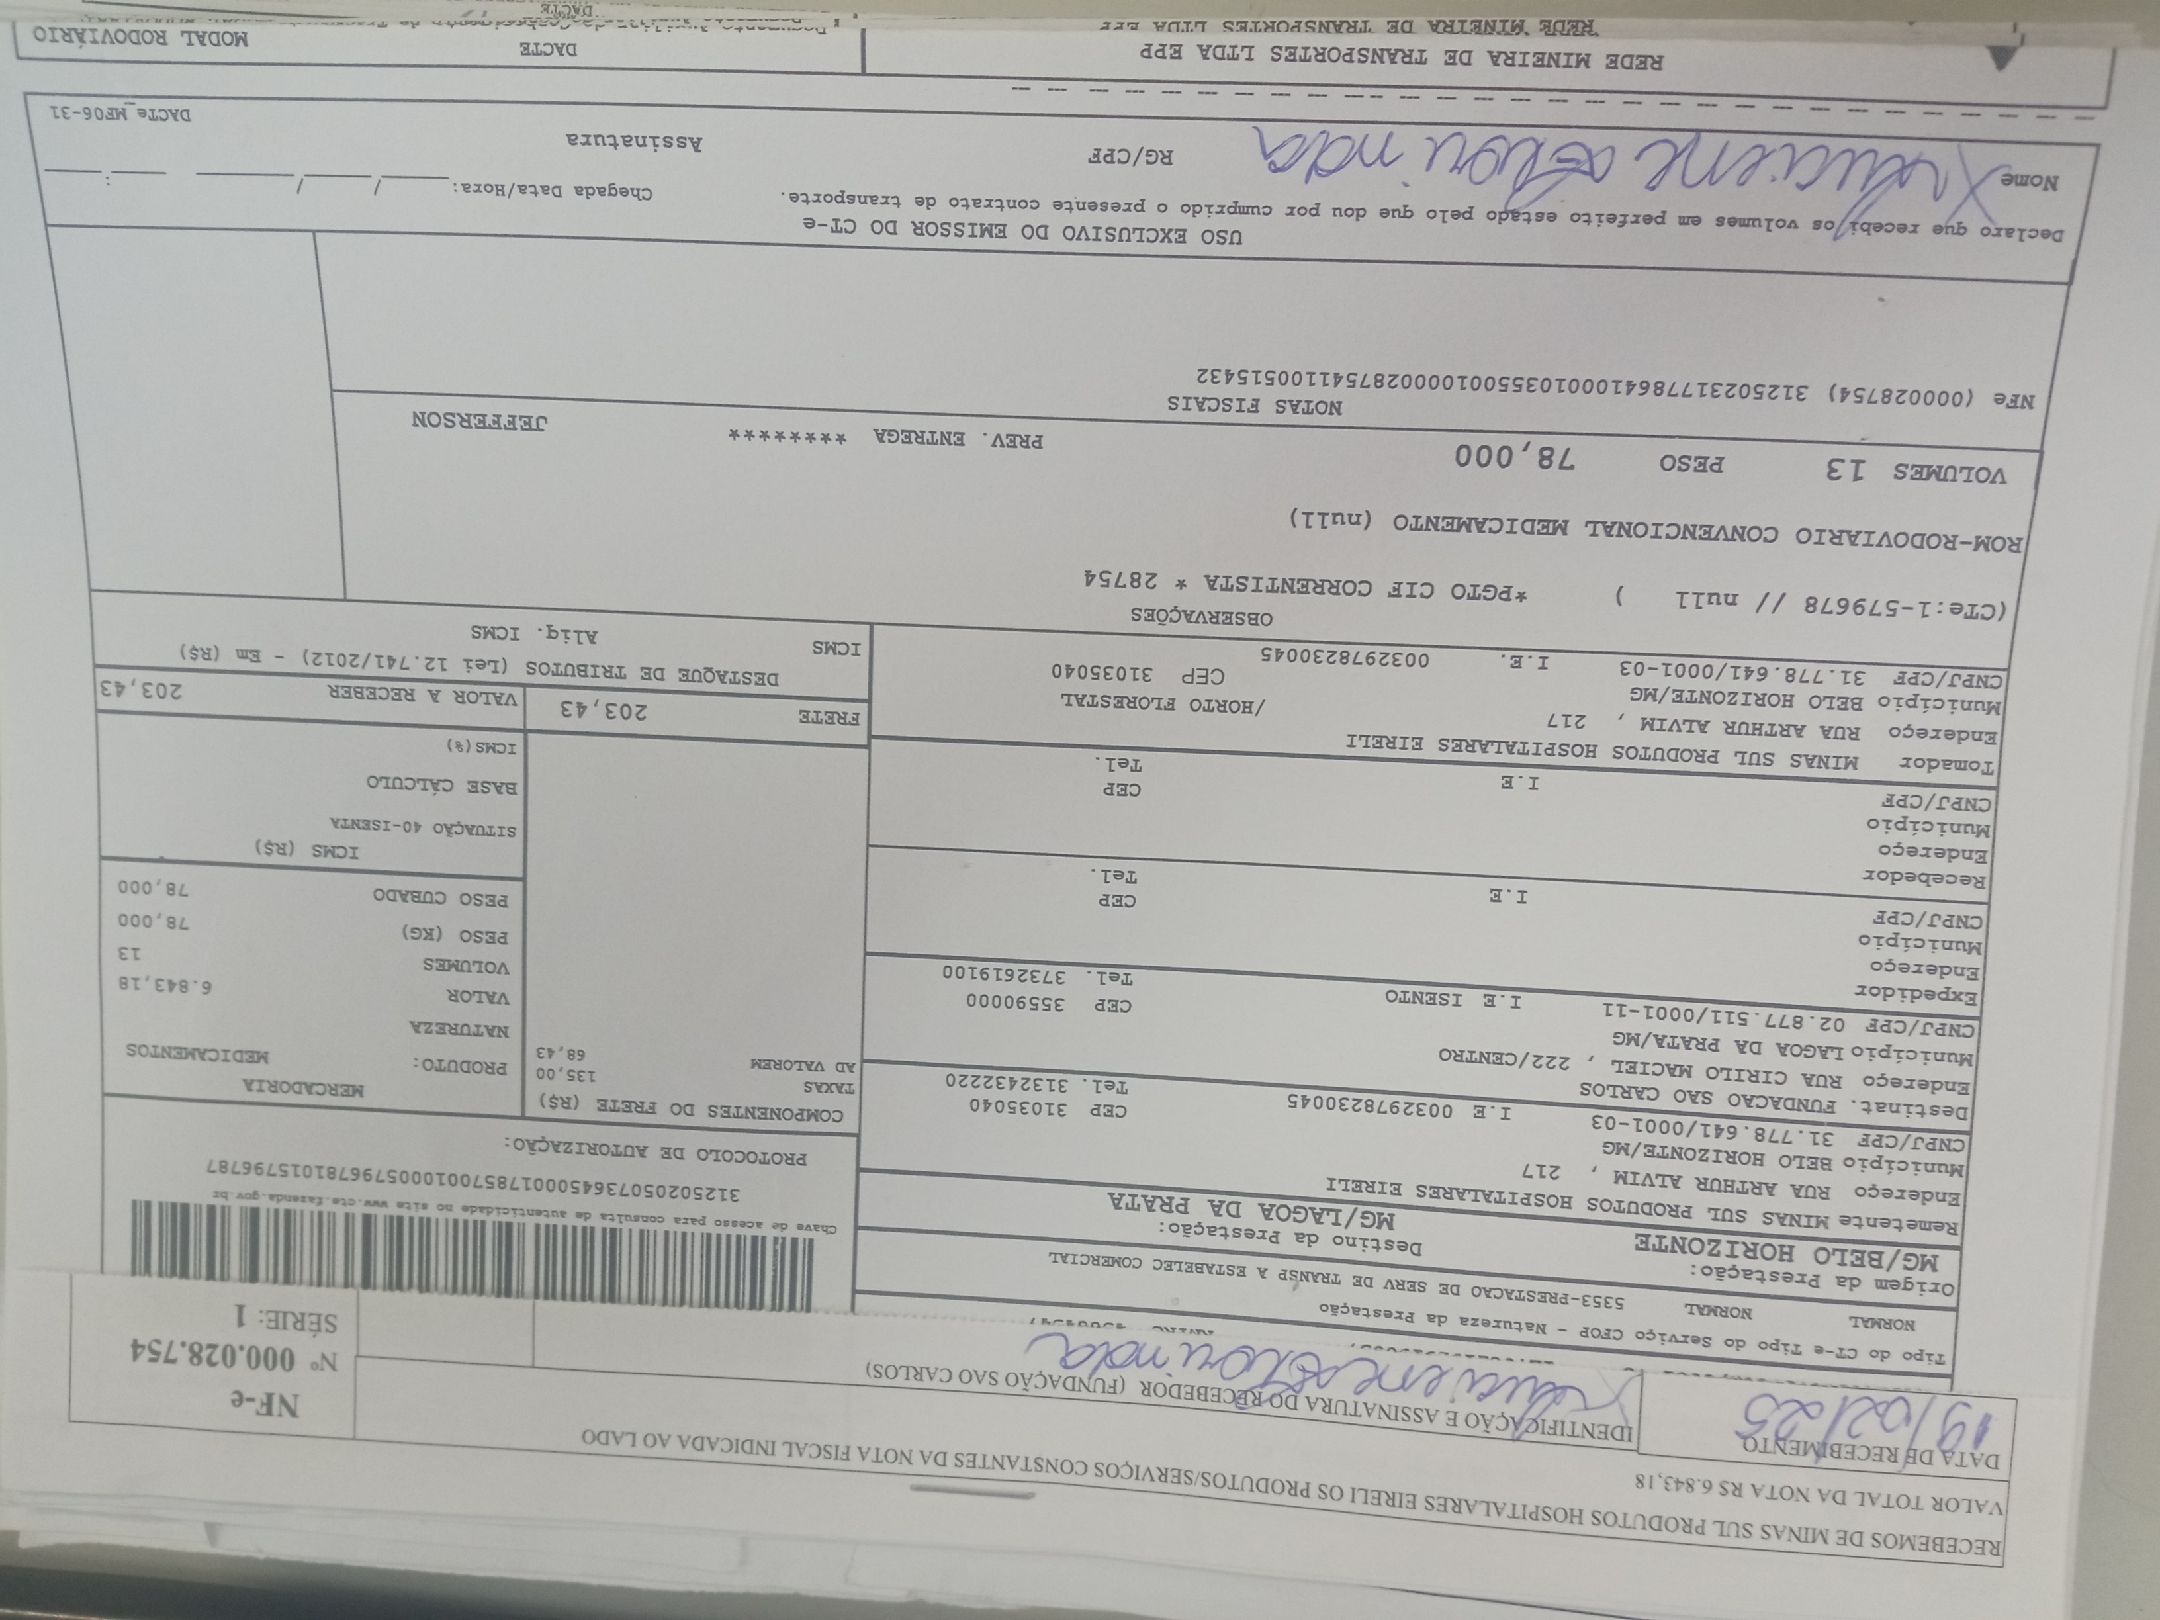 RECEBEMOS DE MINAS SUL PRODUTOS HOSPITALARES EIRELI OS PRODUTOS/SERVIÇOS CONSTANTES DA NOTA FISCAL INDICADA AO LADO
VALOR TOTAL DA NOTA R$ 6.843,18
DATA DE RECEBIMENTO
19/02/25
IDENTIFICAÇÃO E ASSINATURA DO RECEBEDOR (FUNDAÇÃO SAO CARLOS)
NF-e
Nº 000.028.754
SÉRIE: 1
Tipo do CT-e Tipo do Serviço CFOP - Natureza da Prestação
NORMAL NORMAL 5353-PRESTACAO DE SERV DE TRANSP A ESTABELEC COMERCIAL
Origem da Prestação: Destino da Prestação:
MG/BELO HORIZONTE MG/LAGOA DA PRATA
Remetente MINAS SUL PRODUTOS HOSPITALARES EIRELI
Endereço RUA ARTHUR ALVIM , 217
Município BELO HORIZONTE/MG CEP 31035040
CNPJ/CPF 31.778.641/0001-03 I.E 0032978230045 Tel. 3132432220
Destinat. FUNDACAO SAO CARLOS
Endereço RUA CIRILO MACIEL , 222/CENTRO
Município LAGOA DA PRATA/MG CEP 35590000
CNPJ/CPF 02.877.511/0001-11 I.E ISENTO Tel. 3732619100
Expedidor
Endereço
Município CEP
CNPJ/CPF I.E Tel.
Recebedor
Endereço
Município CEP
CNPJ/CPF I.E Tel.
Tomador MINAS SUL PRODUTOS HOSPITALARES EIRELI
Endereço RUA ARTHUR ALVIM , 217 /HORTO FLORESTAL
Município BELO HORIZONTE/MG CEP 31035040
CNPJ/CPF 31.778.641/0001-03 I.E. 0032978230045
Chave de acesso para consulta de autenticidade no site www.cte.fazenda.gov.br
31250205073645000178570010005796781015796787
PROTOCOLO DE AUTORIZAÇÃO:
COMPONENTES DO FRETE (R$)
TAXAS 135,00
AD VALOREM 68,43
MERCADORIA
PRODUTO: MEDICAMENTOS
NATUREZA
VALOR 6.843,18
VOLUMES 13
PESO (KG) 78,000
PESO CUBADO 78,000
ICMS (R$)
SITUAÇÃO 40-ISENTA
BASE CÁLCULO
ICMS(%)
FRETE 203,43 VALOR A RECEBER 203,43
DESTAQUE DE TRIBUTOS (Lei 12.741/2012) - Em (R$)
ICMS Aliq. ICMS
OBSERVAÇÕES
(CTe:1-579678 // null ) *PGTO CIF CORRENTISTA * 28754
ROM-RODOVIARIO CONVENCIONAL MEDICAMENTO (null)
VOLUMES 13 PESO 78,000 PREV. ENTREGA ******** JEFFERSON
NOTAS FISCAIS
NFe (000028754) 31250231778641000103550010000287541100515432
USO EXCLUSIVO DO EMISSOR DO CT-e
Declaro que recebi os volumes em perfeito estado pelo que dou por cumprido o presente contrato de transporte.
Chegada Data/Hora: ____/____/____ ___:___
Nome RG/CPF Assinatura
DACTe_MF06-31
REDE MINEIRA DE TRANSPORTES LTDA EPP DACTE MODAL RODOVIÁRIO
REDE MINEIRA DE TRANSPORTES LTDA EPP
DACTE